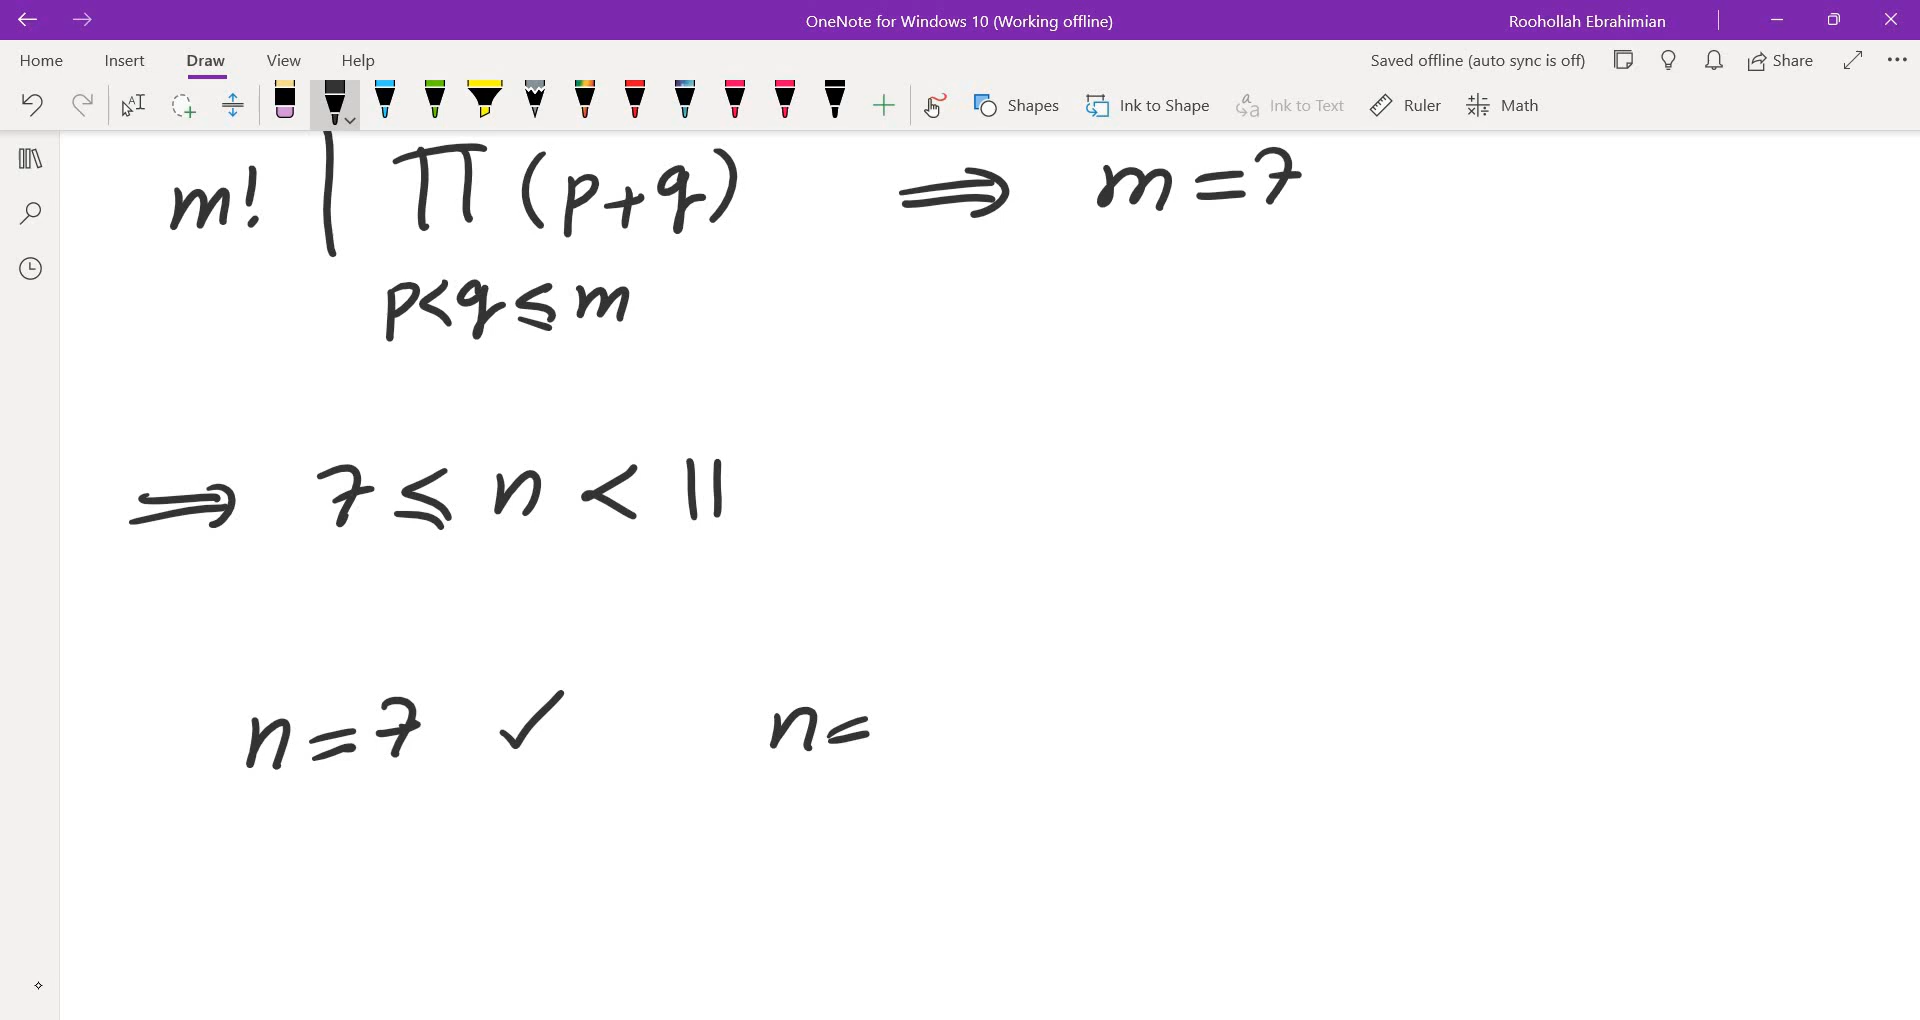 OneNote for Windows 10 (Working offline)
Roohollah Ebrahimian
Home Insert Draw View Help
Saved offline (auto sync is off) Share
Shapes Ink to Shape Ink to Text Ruler Math
m! | ∏ (p+q) ⟹ m=7
p<q≤m
⟹ 7≤n<11
n=7 ✓ n=